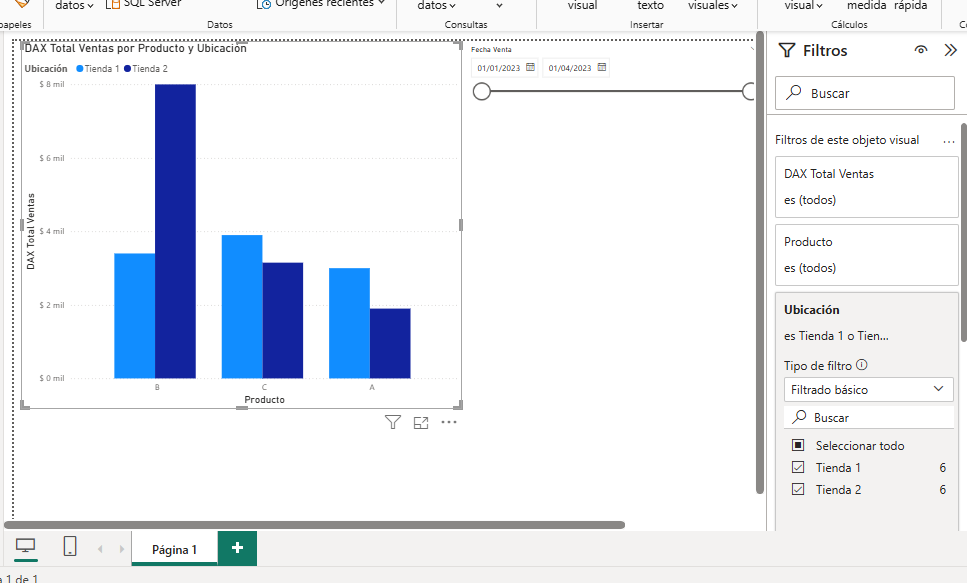 datos
SQL Server
Orígenes recientes
datos
visual
texto
visuales
visual
medida
rápida
papeles
Datos
Consultas
Insertar
Cálculos
DAX Total Ventas por Producto y Ubicación
Ubicación
Tienda 1
Tienda 2
$ 8 mil
$ 6 mil
$ 4 mil
$ 2 mil
$ 0 mil
DAX Total Ventas
B
C
A
Producto
Fecha Venta
01/01/2023
01/04/2023
Filtros
Buscar
Filtros de este objeto visual
...
DAX Total Ventas
es (todos)
Producto
es (todos)
Ubicación
es Tienda 1 o Tien...
Tipo de filtro
Filtrado básico
Buscar
Seleccionar todo
Tienda 1 6
Tienda 2 6
Página 1
+
a 1 de 1